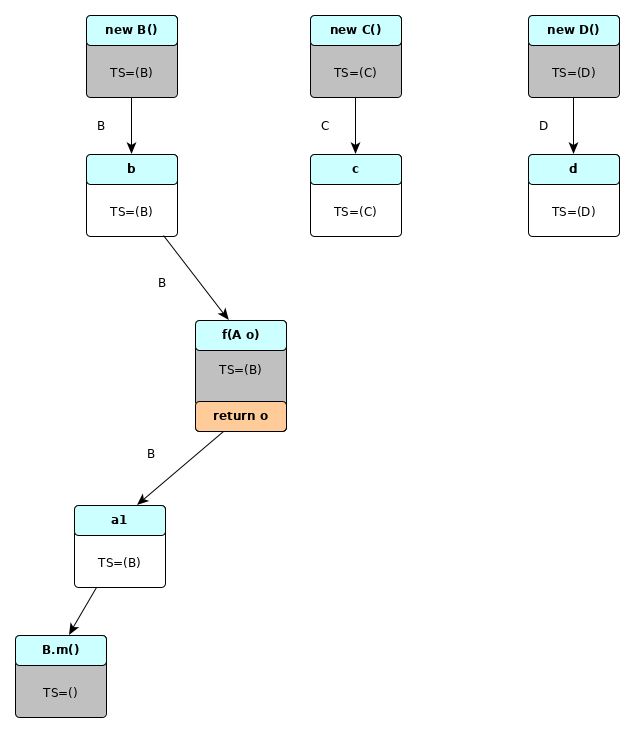 new B()
new C()
new D()
TS=(B)
TS=(C)
TS=(D)
B
C
D
b
c
d
TS=(B)
TS=(C)
TS=(D)
B
f(A o)
TS=(B)
return o
B
a1
TS=(B)
B.m()
TS=()